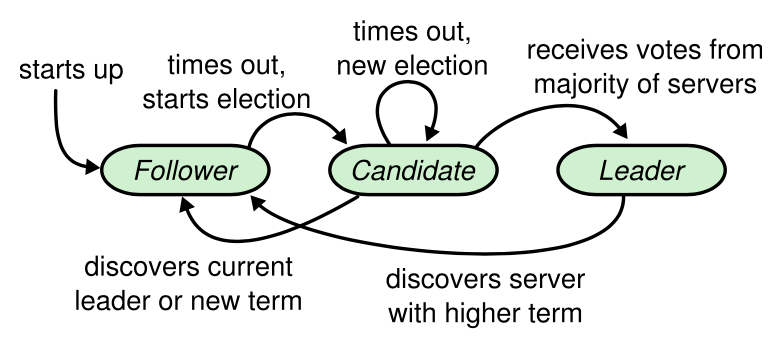 starts up
times out,
starts election
times out,
new election
receives votes from
majority of servers
Follower
Candidate
Leader
discovers current
leader or new term
discovers server
with higher term